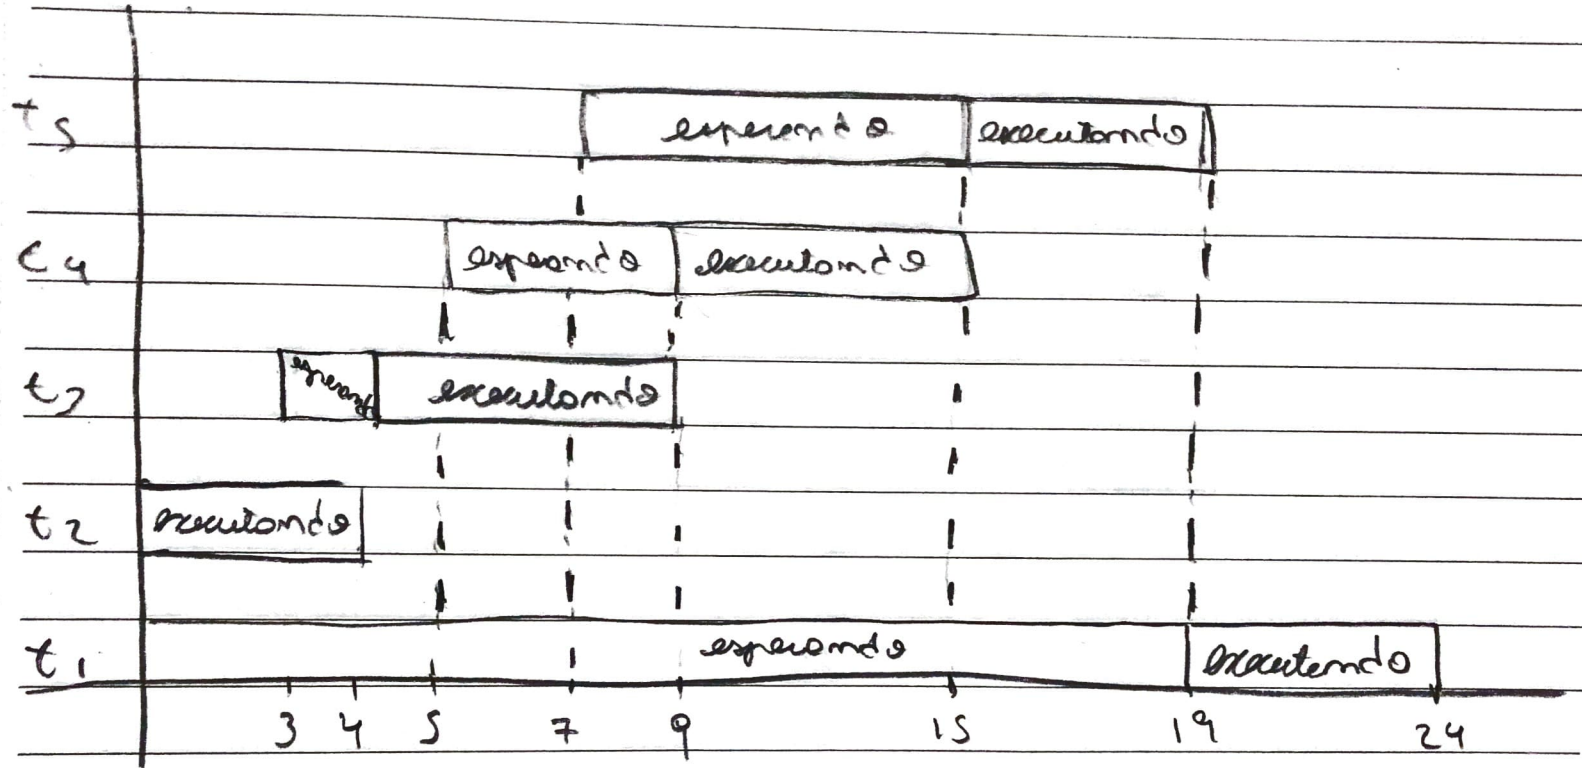 t5 esperando executando
t4 esperando executando
t3 esperando executando
t2 executando
t1 esperando executando
3 4 5 7 9 15 19 24